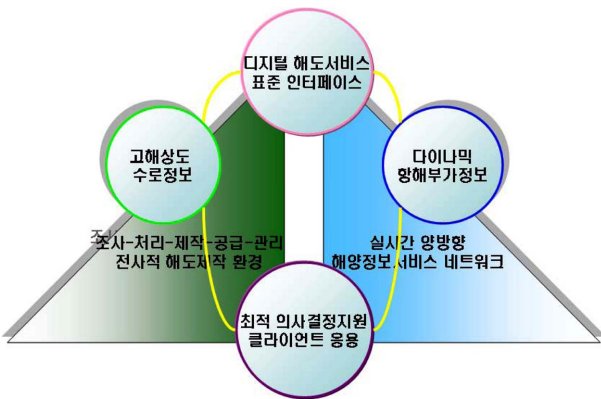 디지털 해도서비스
표준 인터페이스
고해상도
수로정보
다이나믹
항해부가정보
조사-처리-제작-공급-관리
전사적 해도제작 환경
실시간 양방향
해양정보서비스 네트워크
최적 의사결정지원
클라이언트 응용